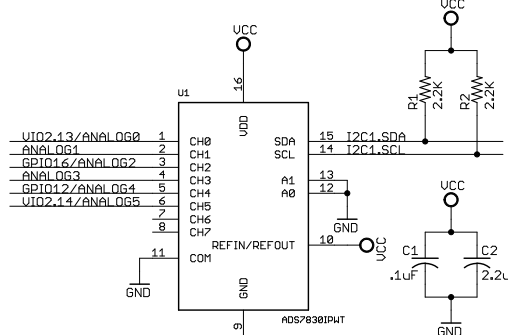 VCC
VCC
U1
16
VDD
R1
2.2K
R2
2.2K
VIO2.13/ANALOG0 1 CH0 SDA 15 I2C1.SDA
ANALOG1 2 CH1 SCL 14 I2C1.SCL
GPIO16/ANALOG2 3 CH2
ANALOG3 4 CH3 A1 13
GPIO12/ANALOG4 5 CH4 A0 12
VIO2.14/ANALOG5 6 CH5
7 CH6
8 CH7
GND
VCC
REFIN/REFOUT 10 VCC
11 COM
GND
C1
.1uF
C2
2.2u
GND
9
ADS7830IPWT
GND